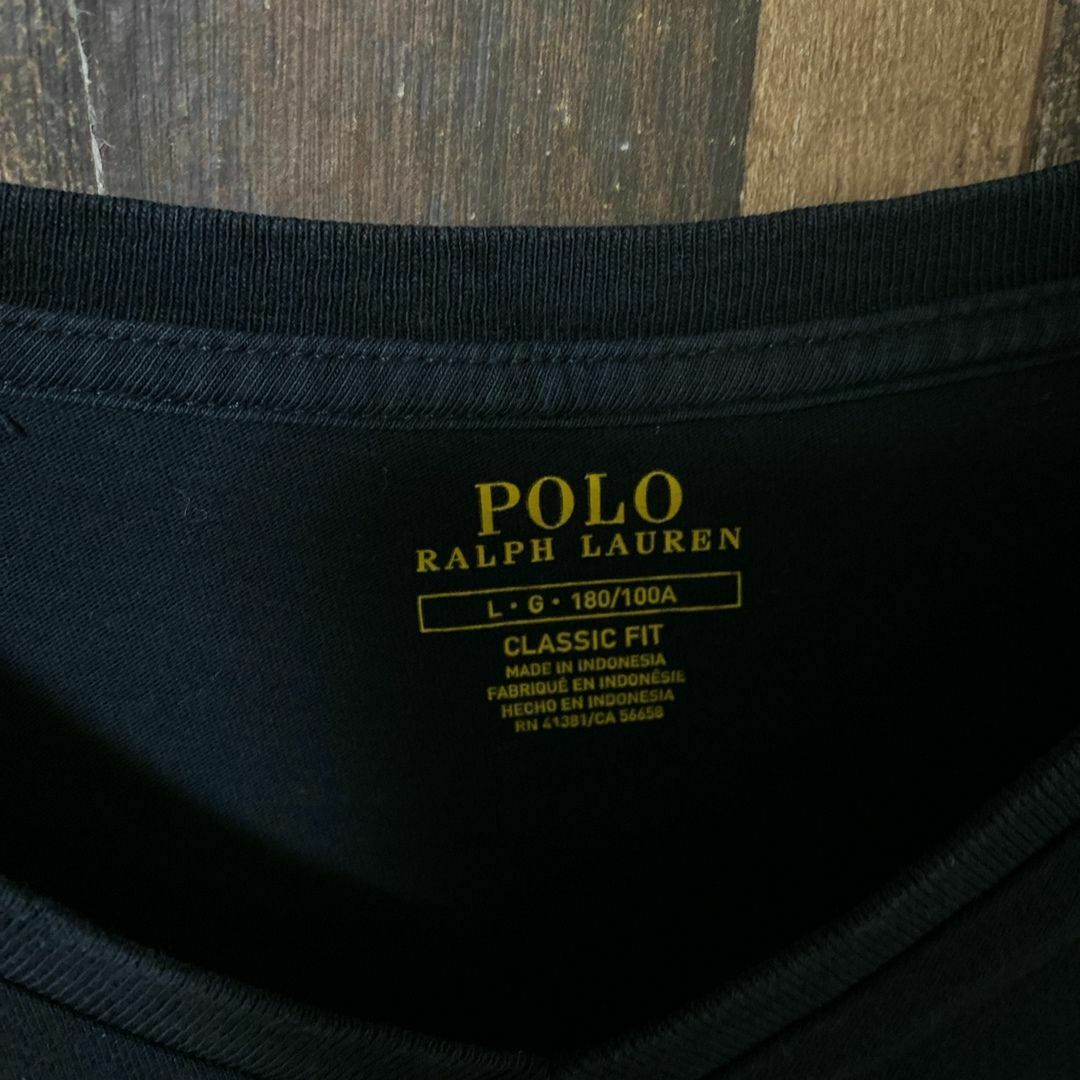 POLO
RALPH LAUREN
L • G • 180/100A
CLASSIC FIT
MADE IN INDONESIA
FABRIQUÉ EN INDONÉSIE
HECHO EN INDONESIA
RN 41381/CA 56658